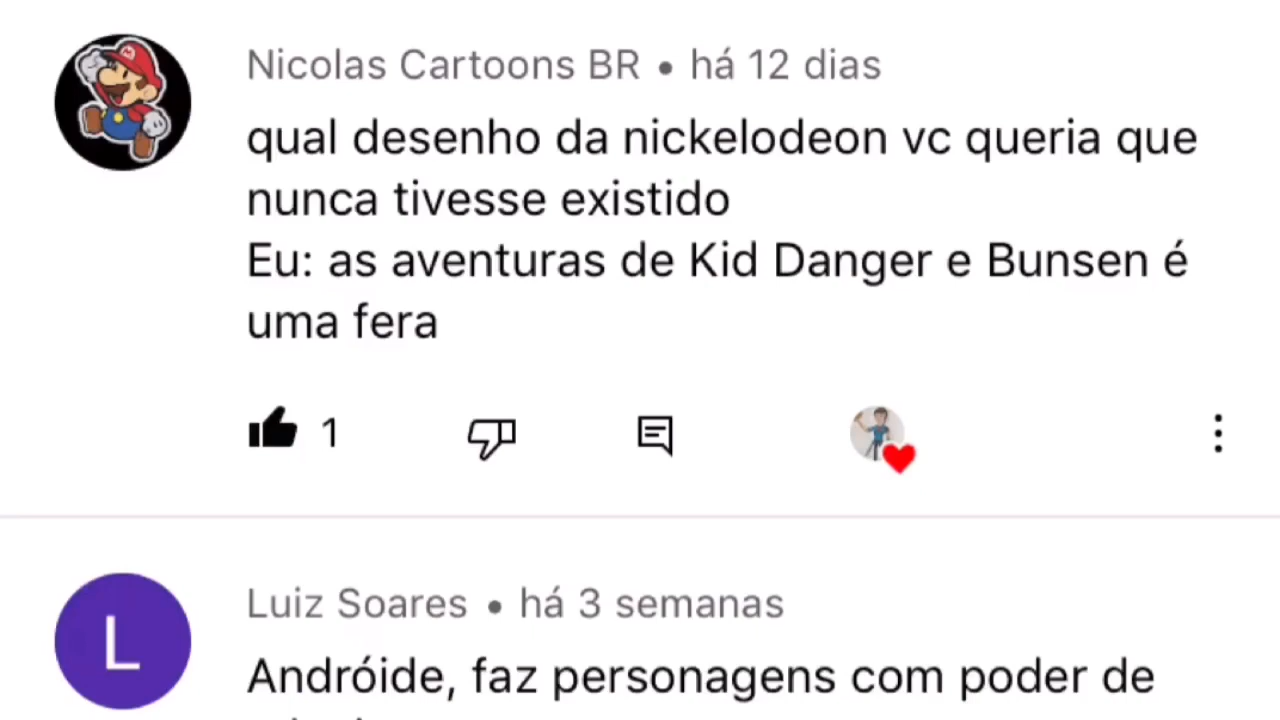 Nicolas Cartoons BR • há 12 dias
qual desenho da nickelodeon vc queria que
nunca tivesse existido
Eu: as aventuras de Kid Danger e Bunsen é
uma fera
1
L
Luiz Soares • há 3 semanas
Andróide, faz personagens com poder de